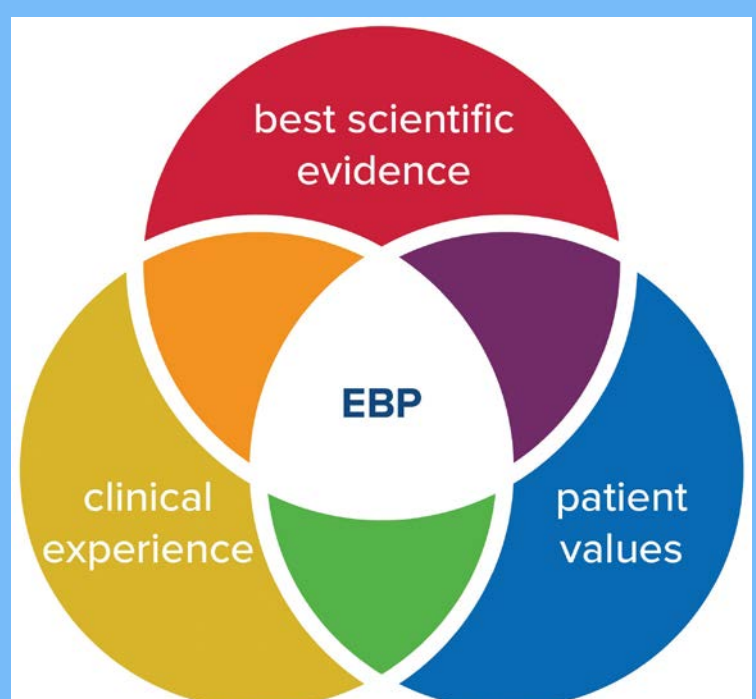 best scientific
evidence
EBP
clinical
experience
patient
values